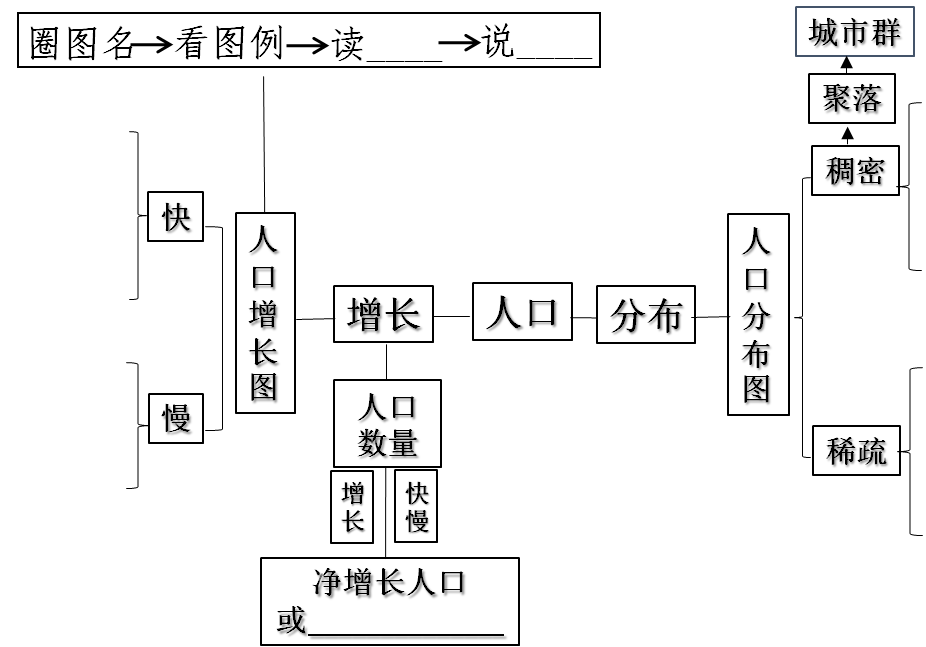 圈图名→看图例→读____→说____
城市群
聚落
稠密
快
人口增长图
增长
人口
分布
人口分布图
慢
人口
数量
稀疏
增长
快慢
净增长人口
或__________